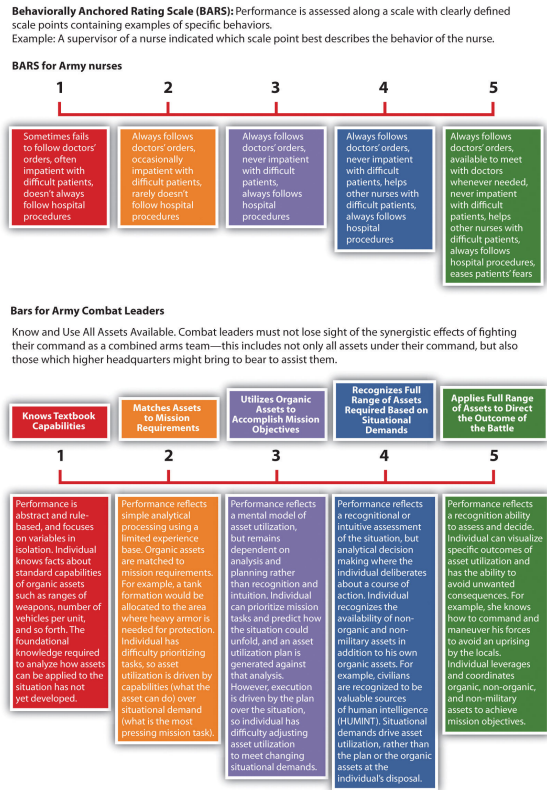 Behaviorally Anchored Rating Scale (BARS): Performance is assessed along a scale with clearly defined
scale points containing examples of specific behaviors.
Example: A supervisor of a nurse indicated which scale point best describes the behavior of the nurse.
BARS for Army nurses
1
2
3
4
5
Sometimes fails
to follow doctors’
orders, often
impatient with
difficult patients,
doesn’t always
follow hospital
procedures
Always follows
doctors’ orders,
occasionally
impatient with
difficult patients,
rarely doesn’t
follow hospital
procedures
Always follows
doctors’ orders,
never impatient
with difficult
patients,
always follows
hospital
procedures
Always follows
doctors’ orders,
never impatient
with difficult
patients, helps
other nurses with
difficult patients,
always follows
hospital
procedures
Always follows
doctors’ orders,
available to meet
with doctors
whenever needed,
never impatient
with difficult
patients, helps
other nurses with
difficult patients,
always follows
hospital procedures,
eases patients’ fears
Bars for Army Combat Leaders
Know and Use All Assets Available. Combat leaders must not lose sight of the synergistic effects of fighting
their command as a combined arms team—this includes not only all assets under their command, but also
those which higher headquarters might bring to bear to assist them.
Knows Textbook
Capabilities
Matches Assets
to Mission
Requirements
Utilizes Organic
Assets to
Accomplish Mission
Objectives
Recognizes Full
Range of Assets
Required Based on
Situational
Demands
Applies Full Range
of Assets to Direct
the Outcome of
the Battle
1
2
3
4
5
Performance is
abstract and rule-
based, and focuses
on variables in
isolation. Individual
knows facts about
standard capabilities
of organic assets
such as ranges of
weapons, number of
vehicles per unit,
and so forth. The
foundational
knowledge required
to analyze how assets
can be applied to the
situation has not
yet developed.
Performance reflects
simple analytical
processing using a
limited experience
base. Organic assets
are matched to
mission requirements.
For example, a tank
formation would be
allocated to the area
where heavy armor is
needed for protection.
Individual has
difficulty prioritizing
tasks, so asset
utilization is driven by
capabilities (what the
asset can do) over
situational demand
(what is the most
pressing mission task).
Performance reflects
a mental model of
asset utilization,
but remains
dependent on
analysis and
planning rather
than recognition and
intuition. Individual
can prioritize mission
tasks and predict how
the situation could
unfold, and an asset
utilization plan is
generated against
that analysis.
However, execution
is driven by the plan
over the situation,
so individual has
difficulty adjusting
asset utilization
to meet changing
situational demands.
Performance reflects
a recognitional or
intuitive assessment
of the situation, but
analytical decision
making where the
individual deliberates
about a course of
action. Individual
recognizes the
availability of non-
organic and non-
military assets in
addition to his own
organic assets. For
example, civilians
are recognized to be
valuable sources
of human intelligence
(HUMINT). Situational
demands drive asset
utilization, rather than
the plan or the organic
assets at the
individual’s disposal.
Performance reflects
a recognition ability
to assess and decide.
Individual can visualize
specific outcomes of
asset utilization and
has the ability to
avoid unwanted
consequences. For
example, she knows
how to command and
maneuver his forces
to avoid an uprising
by the locals.
Individual leverages
and coordinates
organic, non-organic,
and non-military
assets to achieve
mission objectives.